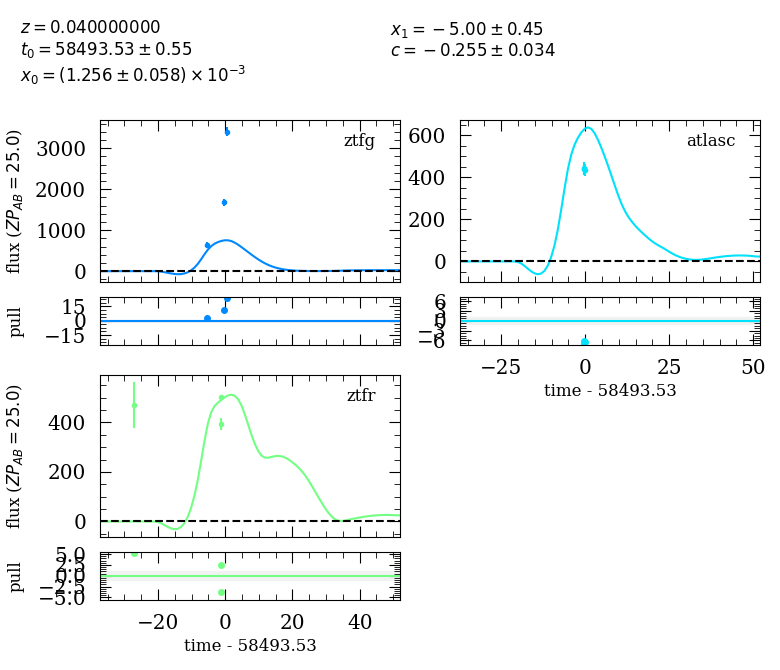 z = 0.040000000
t₀ = 58493.53 ± 0.55
x₀ = (1.256 ± 0.058) × 10⁻³
x₁ = −5.00 ± 0.45
c = −0.255 ± 0.034
ztfg
flux (ZP_AB = 25.0)
3000
2000
1000
0
pull
15
0
−15
atlasc
600
400
200
0
6
3
0
−3
−6
−25
0
25
50
time - 58493.53
ztfr
flux (ZP_AB = 25.0)
400
200
0
pull
5.0
2.5
0.0
−2.5
−5.0
−20
0
20
40
time - 58493.53